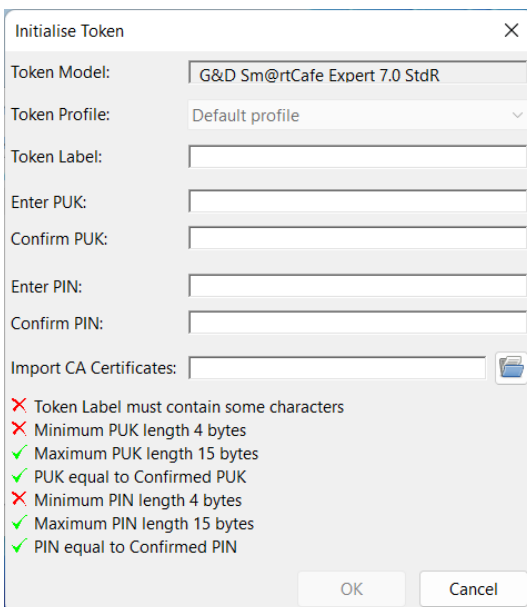 Initialise Token
Token Model: G&D Sm@rtCafe Expert 7.0 StdR
Token Profile: Default profile
Token Label:
Enter PUK:
Confirm PUK:
Enter PIN:
Confirm PIN:
Import CA Certificates:
Token Label must contain some characters
Minimum PUK length 4 bytes
Maximum PUK length 15 bytes
PUK equal to Confirmed PUK
Minimum PIN length 4 bytes
Maximum PIN length 15 bytes
PIN equal to Confirmed PIN
OK Cancel